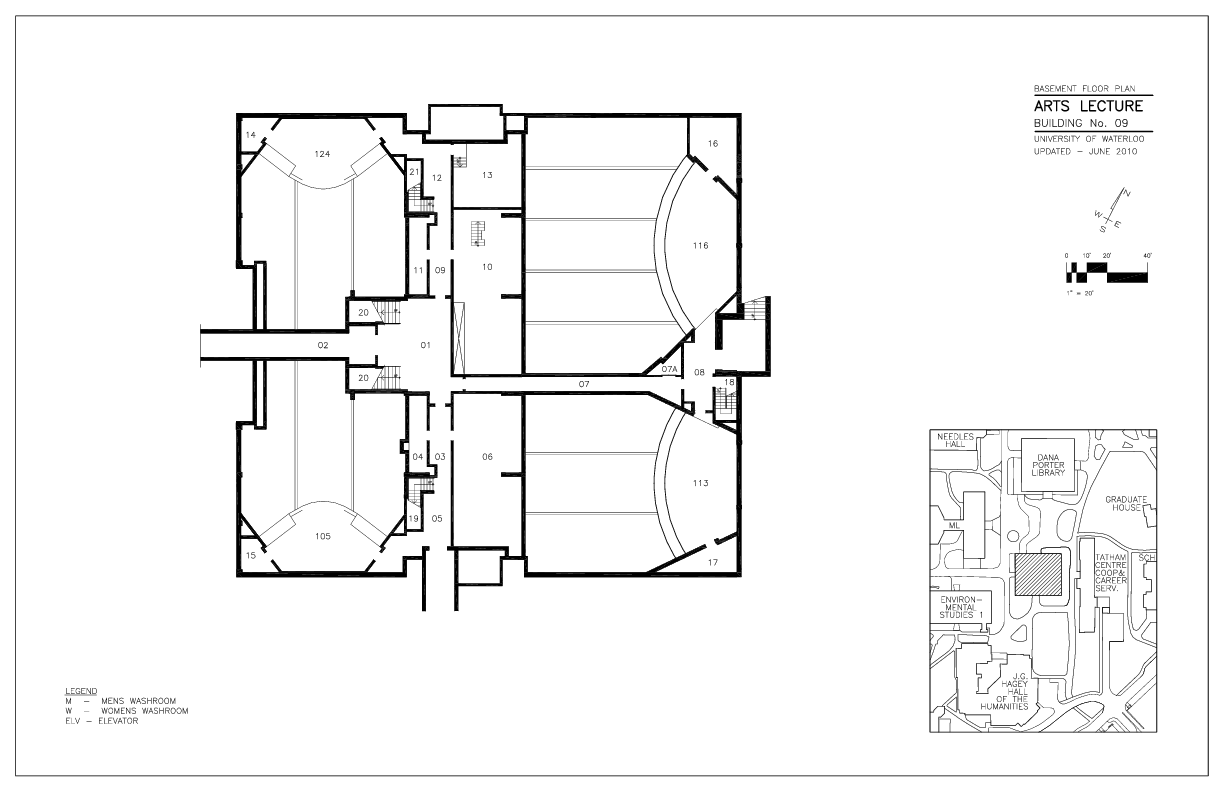 BASEMENT FLOOR PLAN
ARTS LECTURE
BUILDING No. 09
UNIVERSITY OF WATERLOO
UPDATED – JUNE 2010
N
W
E
S
0 10' 20' 40'
1" = 20'
14
124
21
12
13
16
116
11
09
10
20
01
02
20
07A
08
07
18
04
03
06
113
19
05
105
15
17
NEEDLES
HALL
DANA
PORTER
LIBRARY
GRADUATE
HOUSE
ML
TATHAM
CENTRE
COOP&
CAREER
SERV.
SCH
ENVIRON–
MENTAL
STUDIES 1
J.G.
HAGEY
HALL
OF THE
HUMANITIES
LEGEND
M – MENS WASHROOM
W – WOMENS WASHROOM
ELV – ELEVATOR